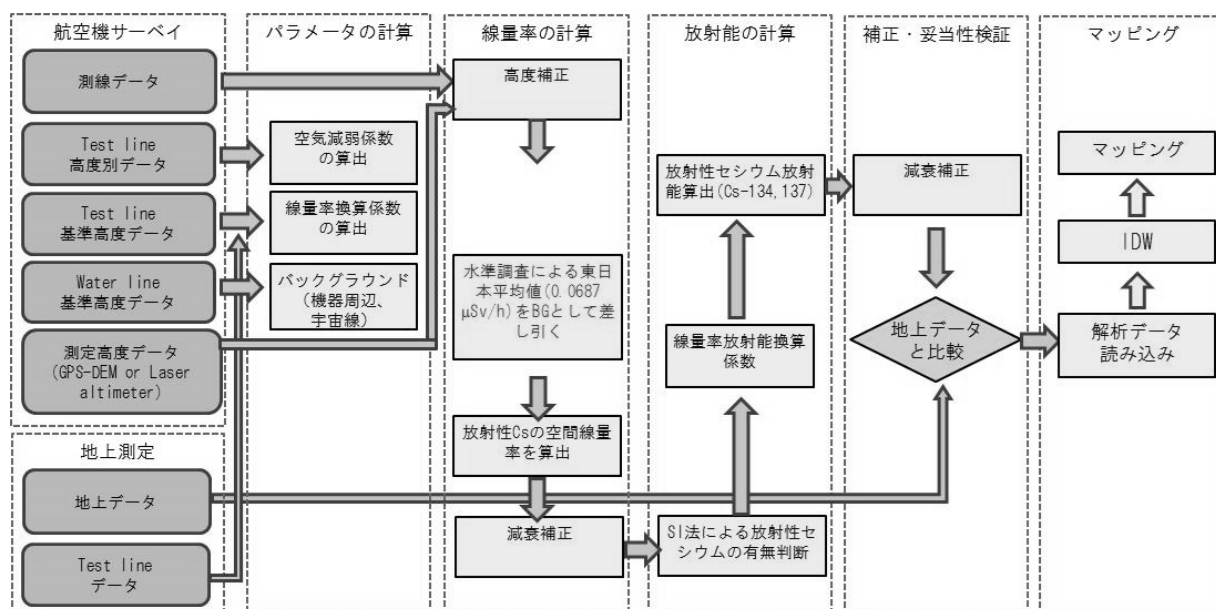 航空機サーベイ
測線データ
Test line
高度別データ
Test line
基準高度データ
Water line
基準高度データ
測定高度データ
(GPS-DEM or Laser
altimeter)
地上測定
地上データ
Test line
データ
パラメータの計算
空気減弱係数
の算出
線量率換算係数
の算出
バックグラウンド
(機器周辺、
宇宙線)
線量率の計算
高度補正
水準調査による東日
本平均値(0.0687
μSv/h)をBGとして差
し引く
放射性Csの空間線量
率を算出
減衰補正
放射能の計算
放射性セシウム放射
能算出(Cs-134,137)
線量率放射能換算
係数
SI法による放射性セ
シウムの有無判断
補正・妥当性検証
減衰補正
地上データ
と比較
マッピング
マッピング
IDW
解析データ
読み込み